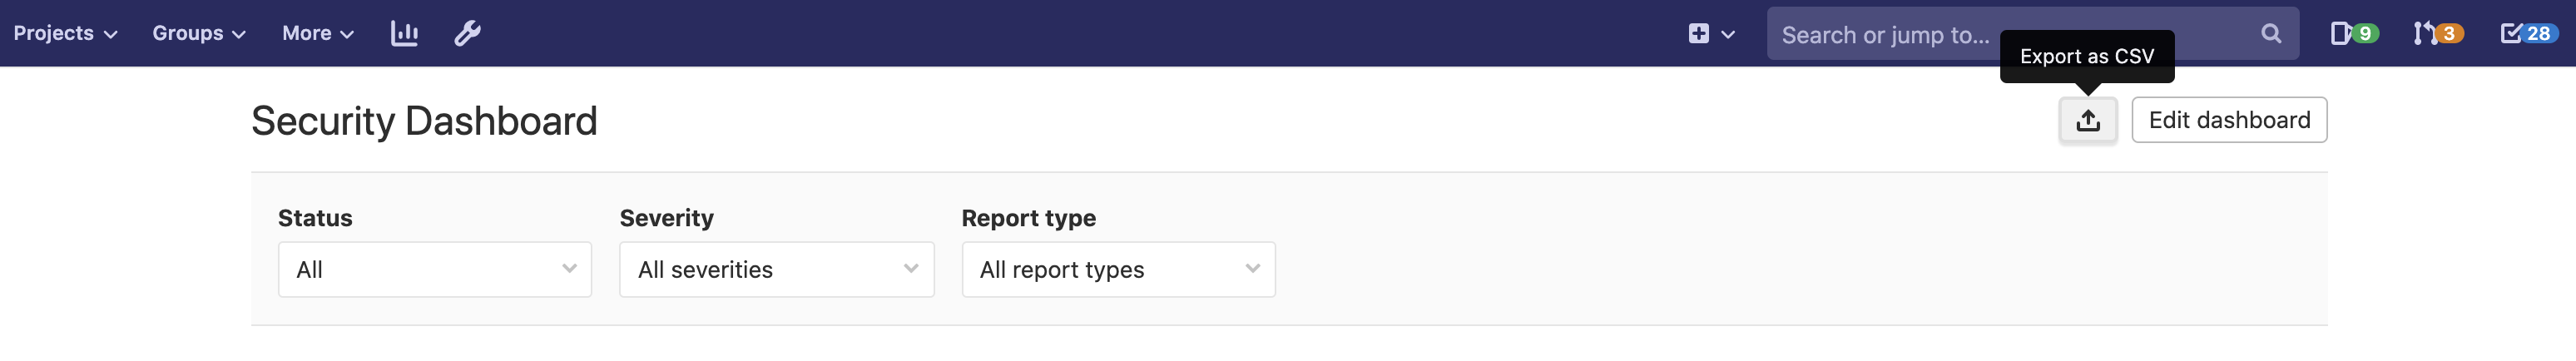 Projects Groups More Search or jump to... 9 3 28
Export as CSV
Security Dashboard Edit dashboard
Status Severity Report type
All All severities All report types